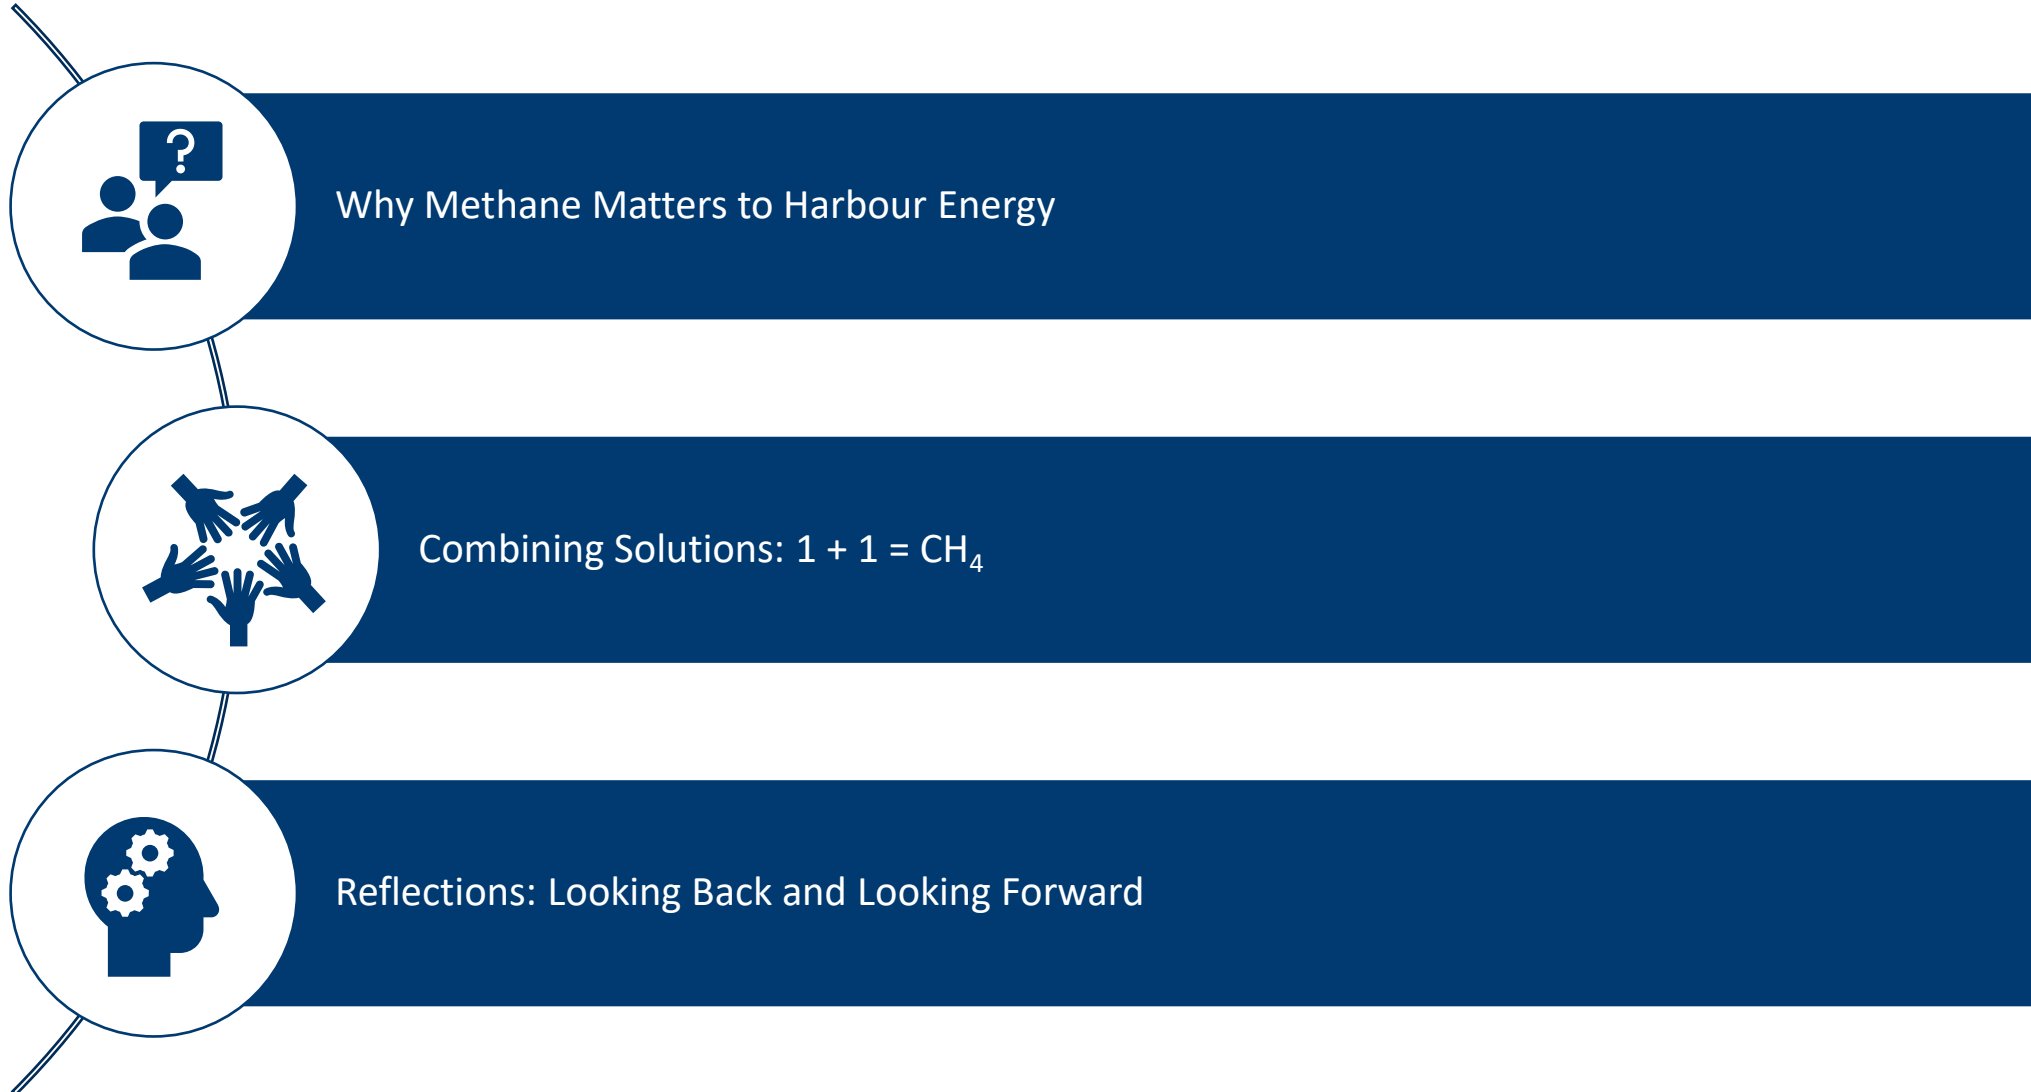 ?
Why Methane Matters to Harbour Energy
Combining Solutions: 1 + 1 = CH₄
Reflections: Looking Back and Looking Forward